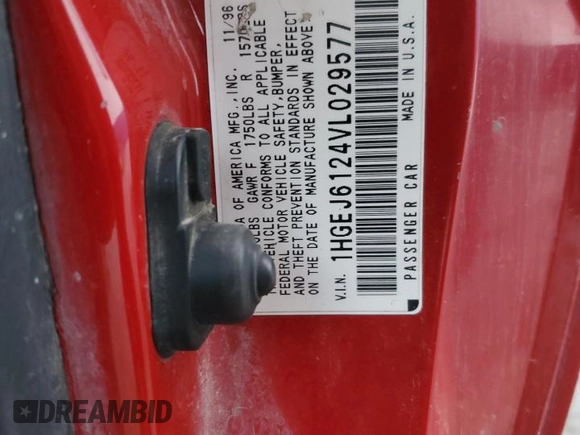 A OF AMERICA MFG.,INC. 11/96
LBS GAWR F 1750LBS R 1570LBS
VEHICLE CONFORMS TO ALL APPLICABLE
FEDERAL MOTOR VEHICLE SAFETY,BUMPER,
AND THEFT PREVENTION STANDARDS IN EFFECT
ON THE DATE OF MANUFACTURE SHOWN ABOVE.
V.I.N. 1HGEJ6124VL029577
PASSENGER CAR MADE IN U.S.A.
DREAMBID